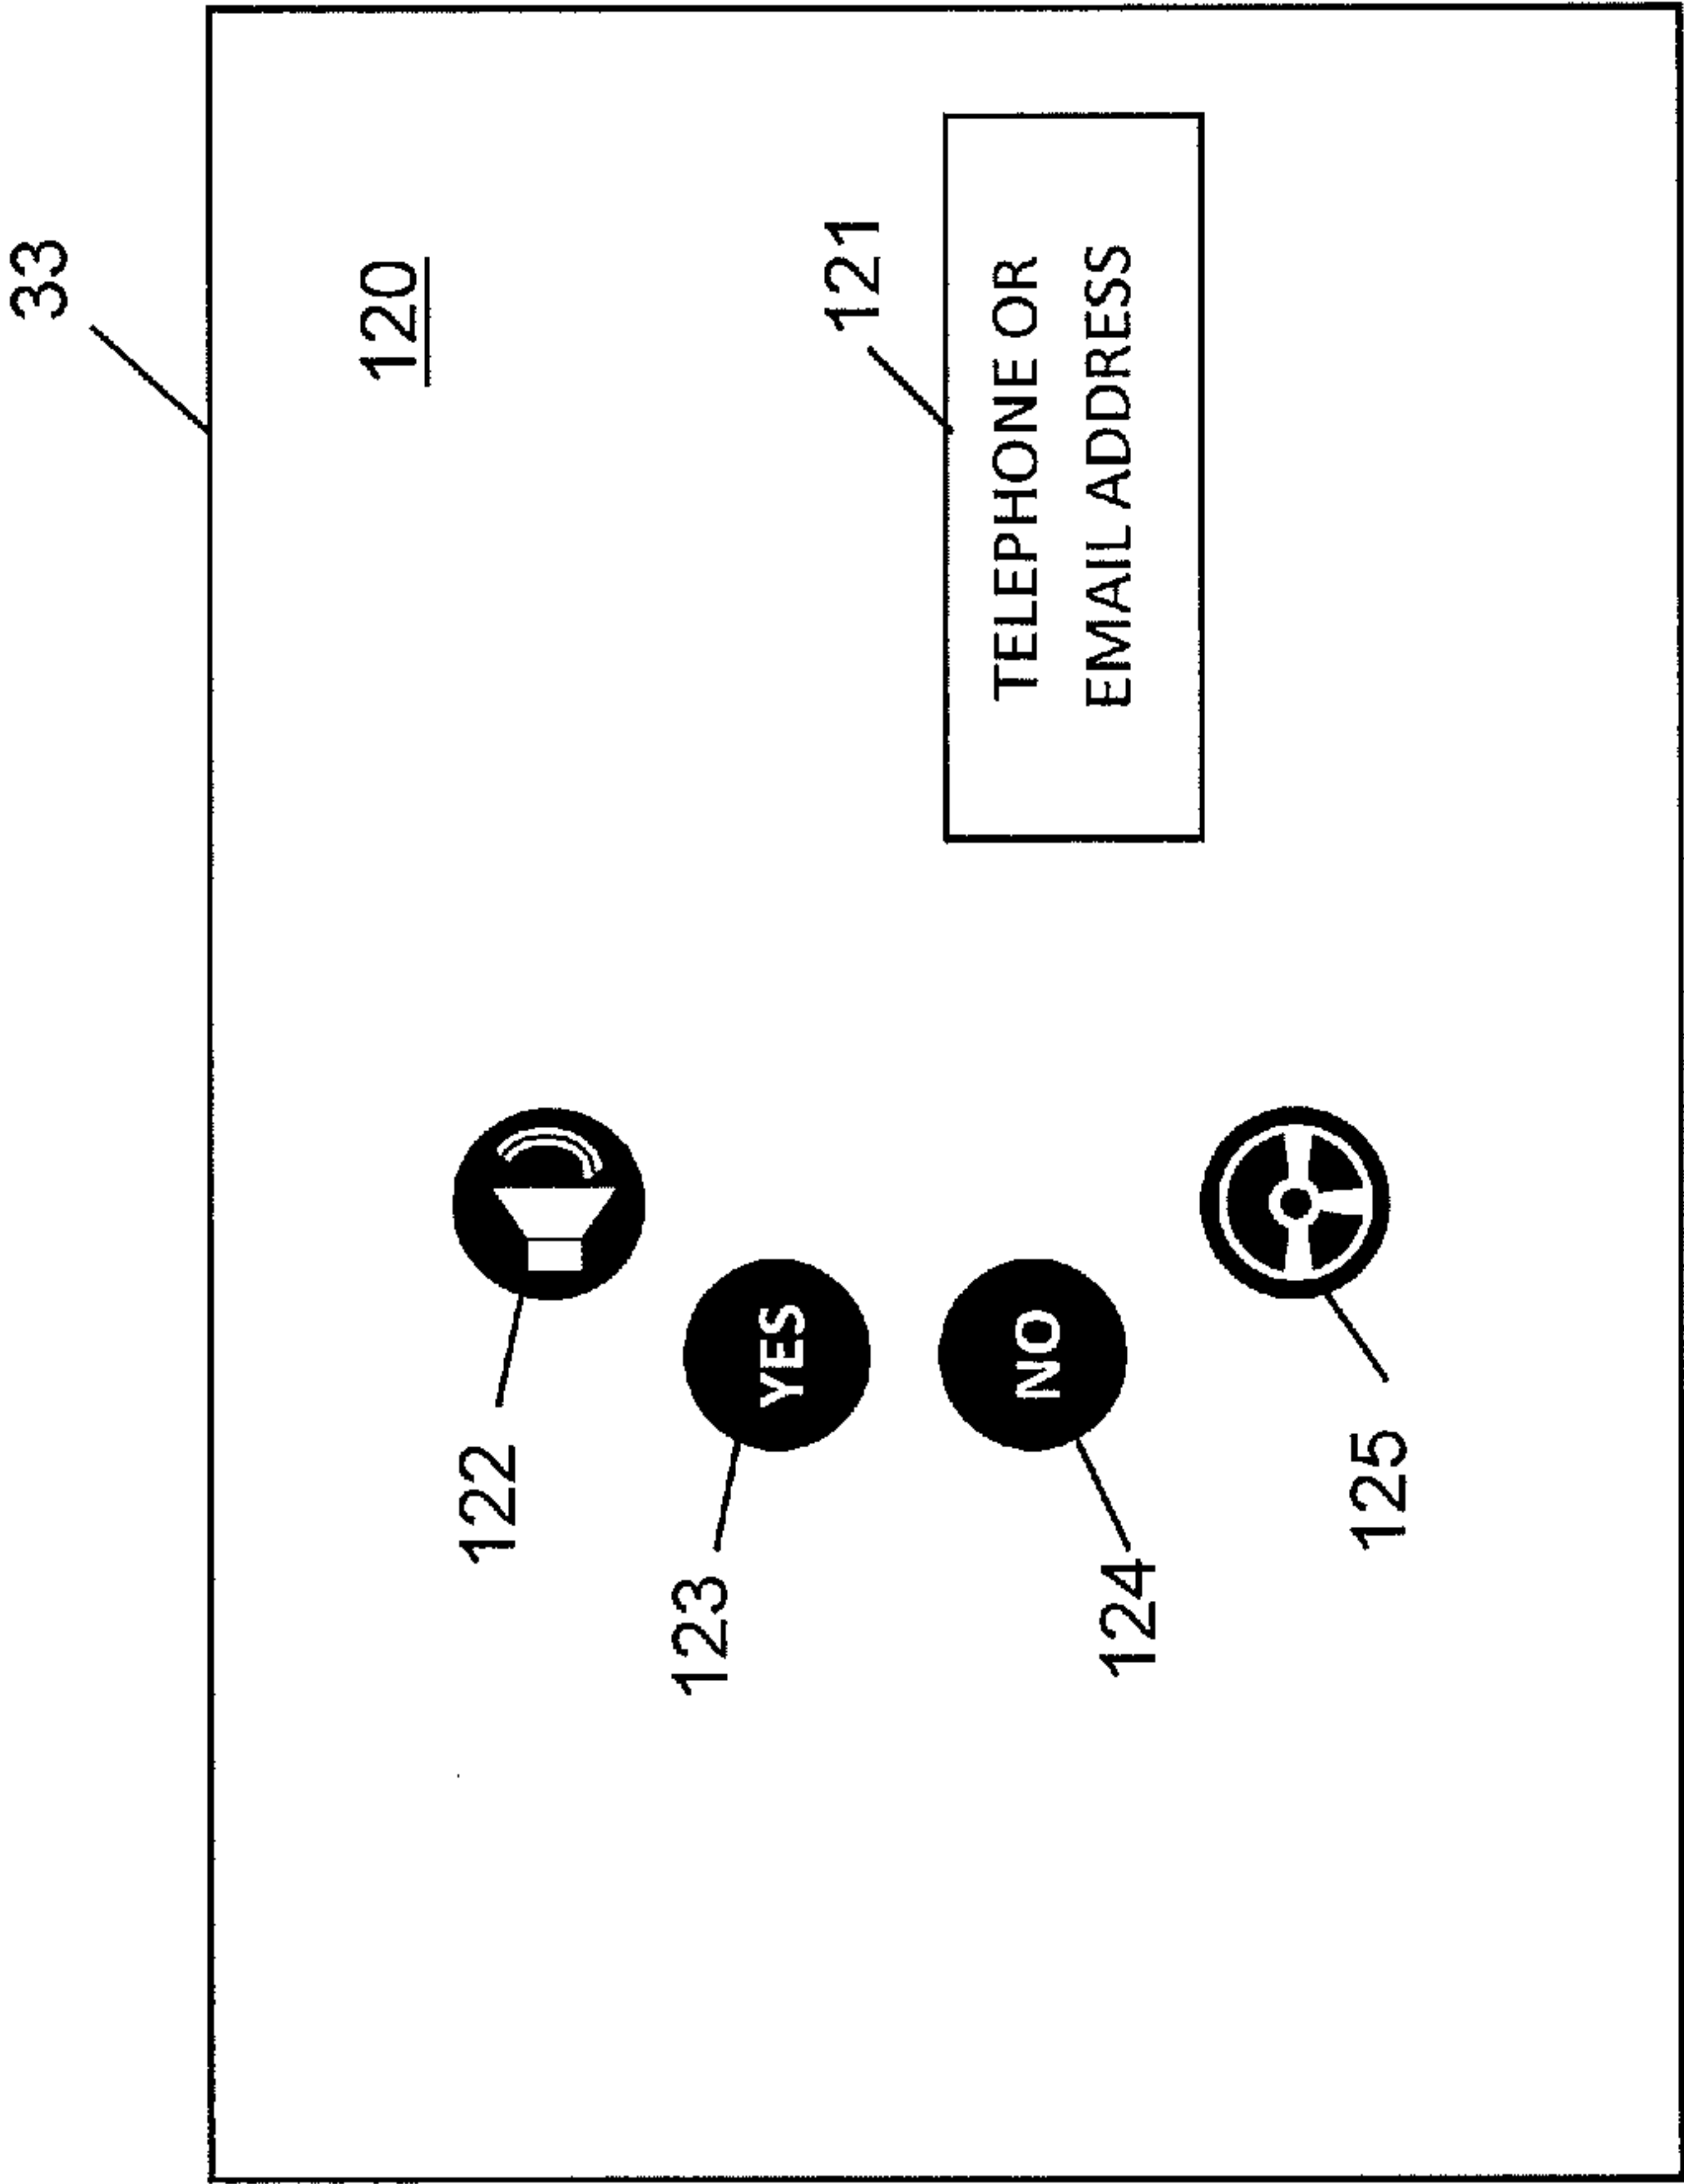 33
120
122
123
YES
121
TELEPHONE OR
EMAIL ADDRESS
NO
124
125